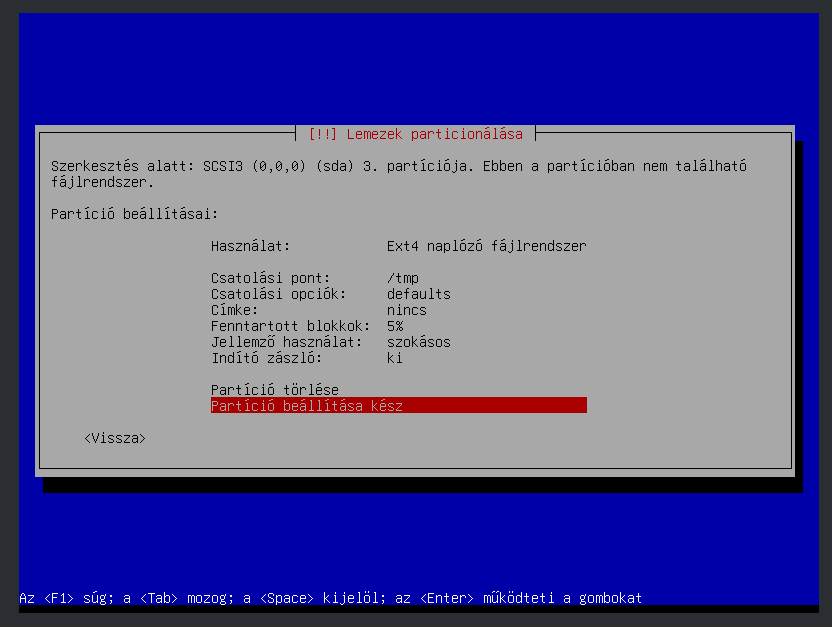 [!!] Lemezek particionálása
Szerkesztés alatt: SCSI3 (0,0,0) (sda) 3. partíciója. Ebben a partícióban nem található
fájlrendszer.
Partíció beállításai:
Használat: Ext4 naplózó fájlrendszer
Csatolási pont: /tmp
Csatolási opciók: defaults
Címke: nincs
Fenntartott blokkok: 5%
Jellemző használat: szokásos
Indító zászló: ki
Partíció törlése
Partíció beállítása kész
<Vissza>
Az <F1> súg; a <Tab> mozog; a <Space> kijelöl; az <Enter> működteti a gombokat